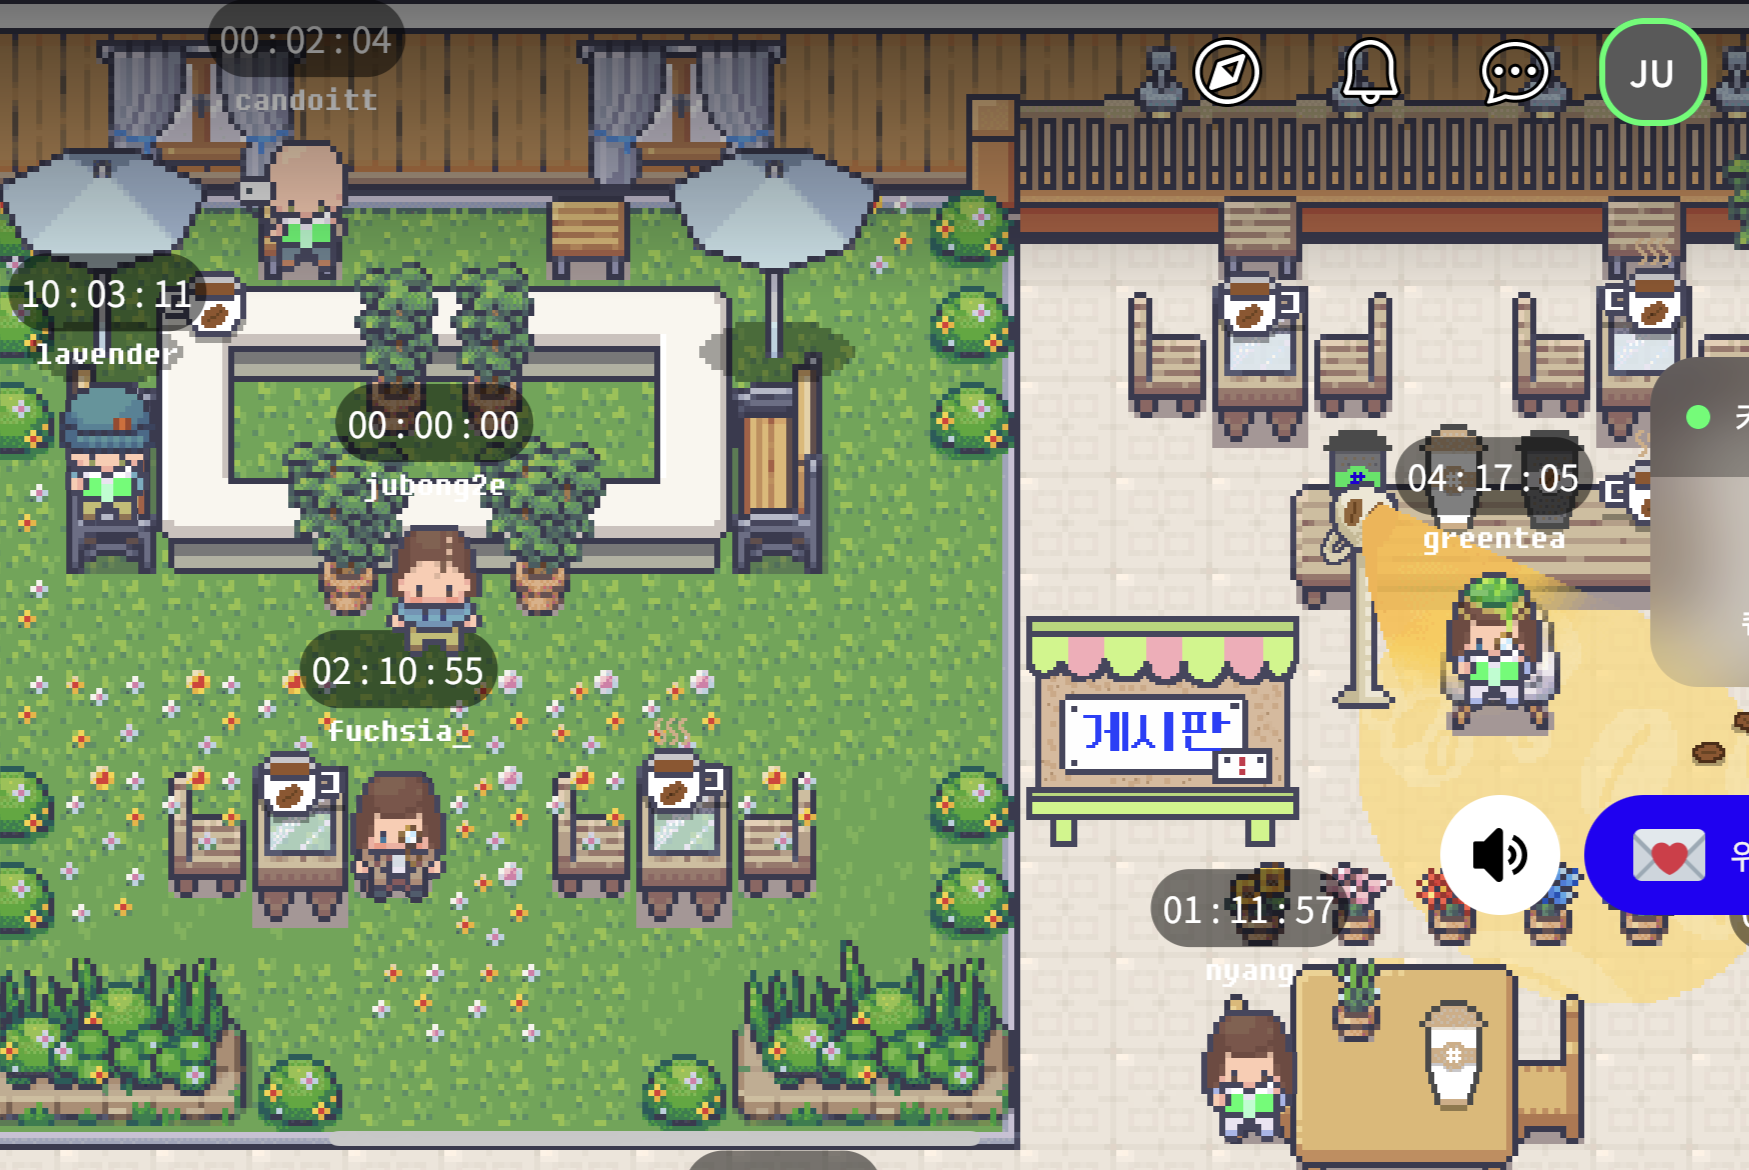 00:02:04
candoitt
JU
10:03:11
lavender
00:00:00
jubong2e
04:17:05
greentea
02:10:55
fuchsia_
게시판
01:11:57
nyang